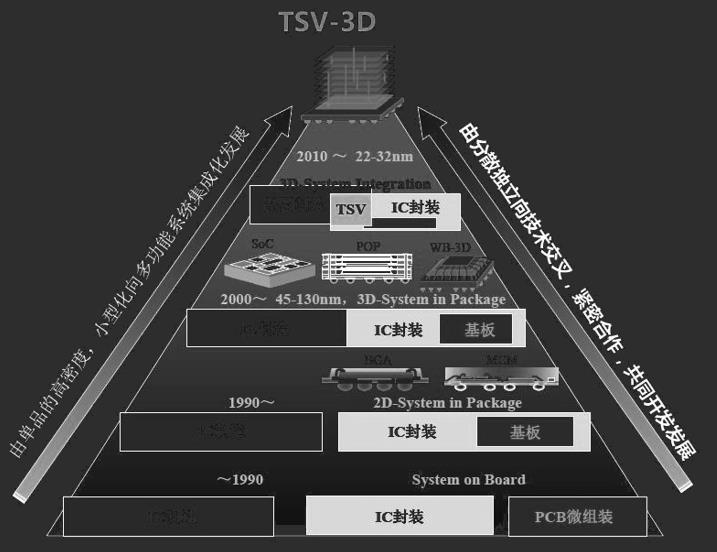 TSV-3D
由单品的高密度，小型化向多功能系统集成化发展
由分散独立向技术交叉，紧密合作，共同开发发展
2010～ 22-32nm
3D-System Integration
TSV IC封装
SoC POP WB-3D
2000～ 45-130nm，3D-System in Package
IC封装 基板
BGA MCM
1990～ 2D-System in Package
IC封装 基板
～1990 System on Board
IC封装 PCB微组装